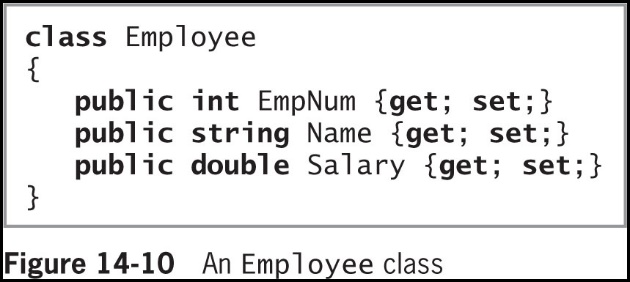 class Employee
{
public int EmpNum {get; set;}
public string Name {get; set;}
public double Salary {get; set;}
}
Figure 14-10 An Employee class